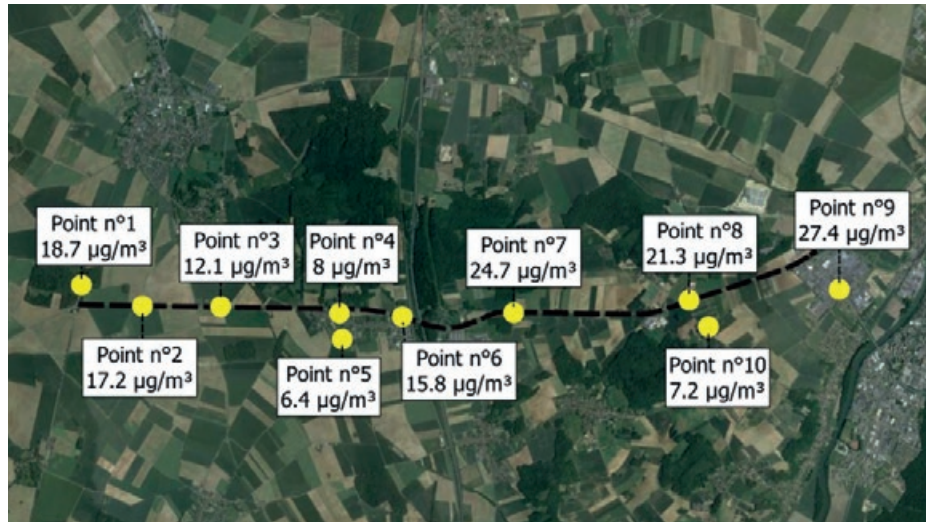 Point n°1
18.7 µg/m³
Point n°2
17.2 µg/m³
Point n°3
12.1 µg/m³
Point n°4
8 µg/m³
Point n°5
6.4 µg/m³
Point n°6
15.8 µg/m³
Point n°7
24.7 µg/m³
Point n°8
21.3 µg/m³
Point n°9
27.4 µg/m³
Point n°10
7.2 µg/m³